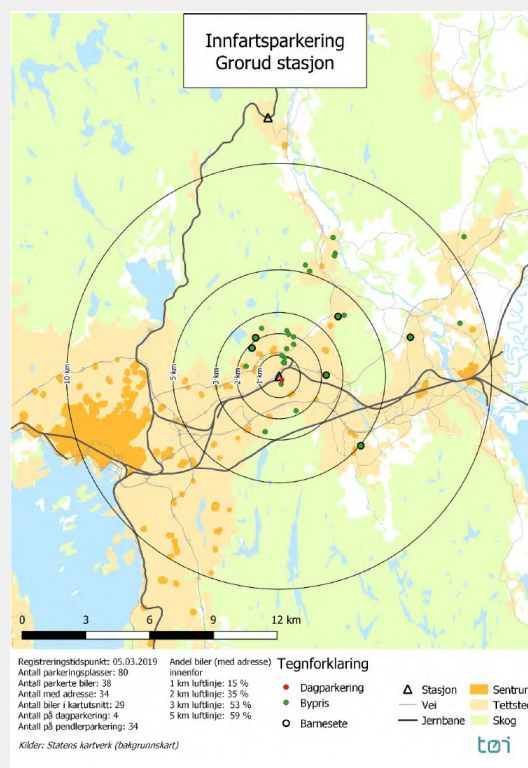 Innfartsparkering
Grorud stasjon
10 km
5 km
3 km
2 km
1 km
0 3 6 9 12 km
Registreringstidspunkt: 05.03.2019
Antall parkeringsplasser: 80
Antall parkerte biler: 38
Antall med adresse: 34
Antall biler i kartutsnitt: 29
Antall på dagparkering: 4
Antall på pendlerparkering: 34
Andel biler (med adresse)
innenfor
1 km luftlinje: 15 %
2 km luftlinje: 35 %
3 km luftlinje: 53 %
5 km luftlinje: 59 %
Tegnforklaring
Dagparkering
Bypris
Barnesete
Stasjon
Vei
Jernbane
Sentru
Tettste
Skog
Kilder: Statens kartverk (bakgrunnskart)
tøi